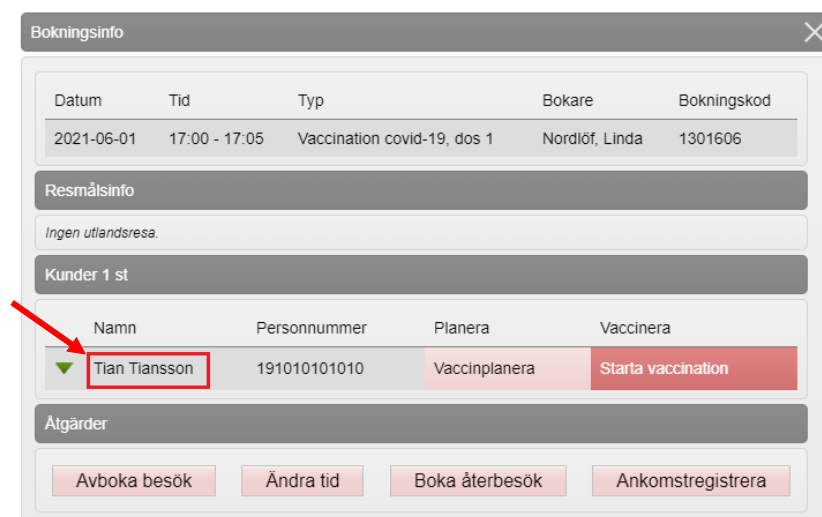 Bokningsinfo
Datum Tid Typ Bokare Bokningskod
2021-06-01 17:00 - 17:05 Vaccination covid-19, dos 1 Nordlöf, Linda 1301606
Resmålsinfo
Ingen utlandsresa.
Kunder 1 st
Namn Personnummer Planera Vaccinera
Tian Tiansson 191010101010 Vaccinplanera Starta vaccination
Åtgärder
Avboka besök Ändra tid Boka återbesök Ankomstregistrera